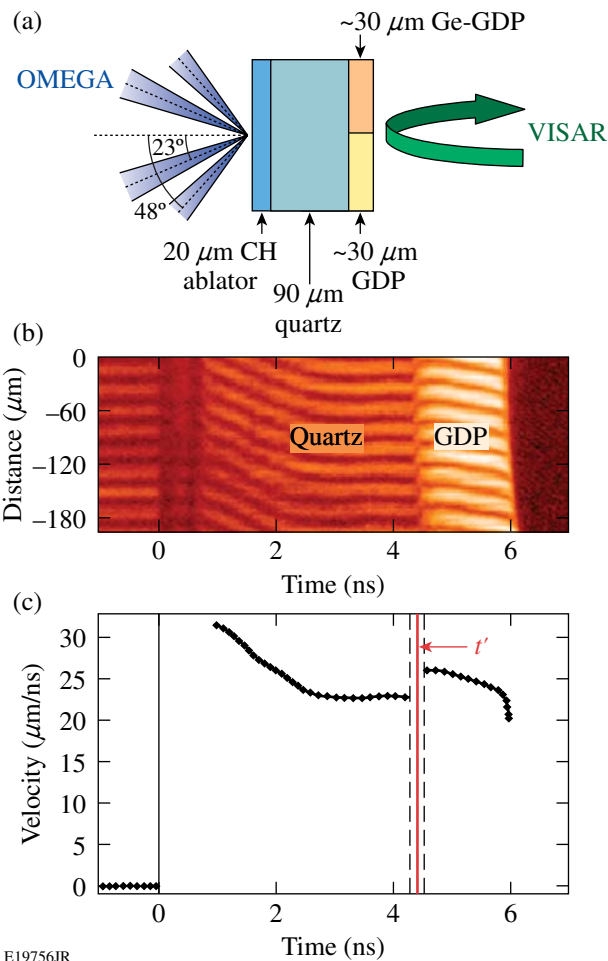 (a)
~30 μm Ge-GDP
OMEGA
VISAR
23°
48°
20 μm CH
ablator
90 μm
quartz
~30 μm
GDP
(b)
Distance (μm)
0
–60
–120
–180
Quartz
GDP
0 2 4 6
Time (ns)
(c)
Velocity (μm/ns)
30
25
20
15
10
5
0
t′
0 2 4 6
Time (ns)
E19756JR